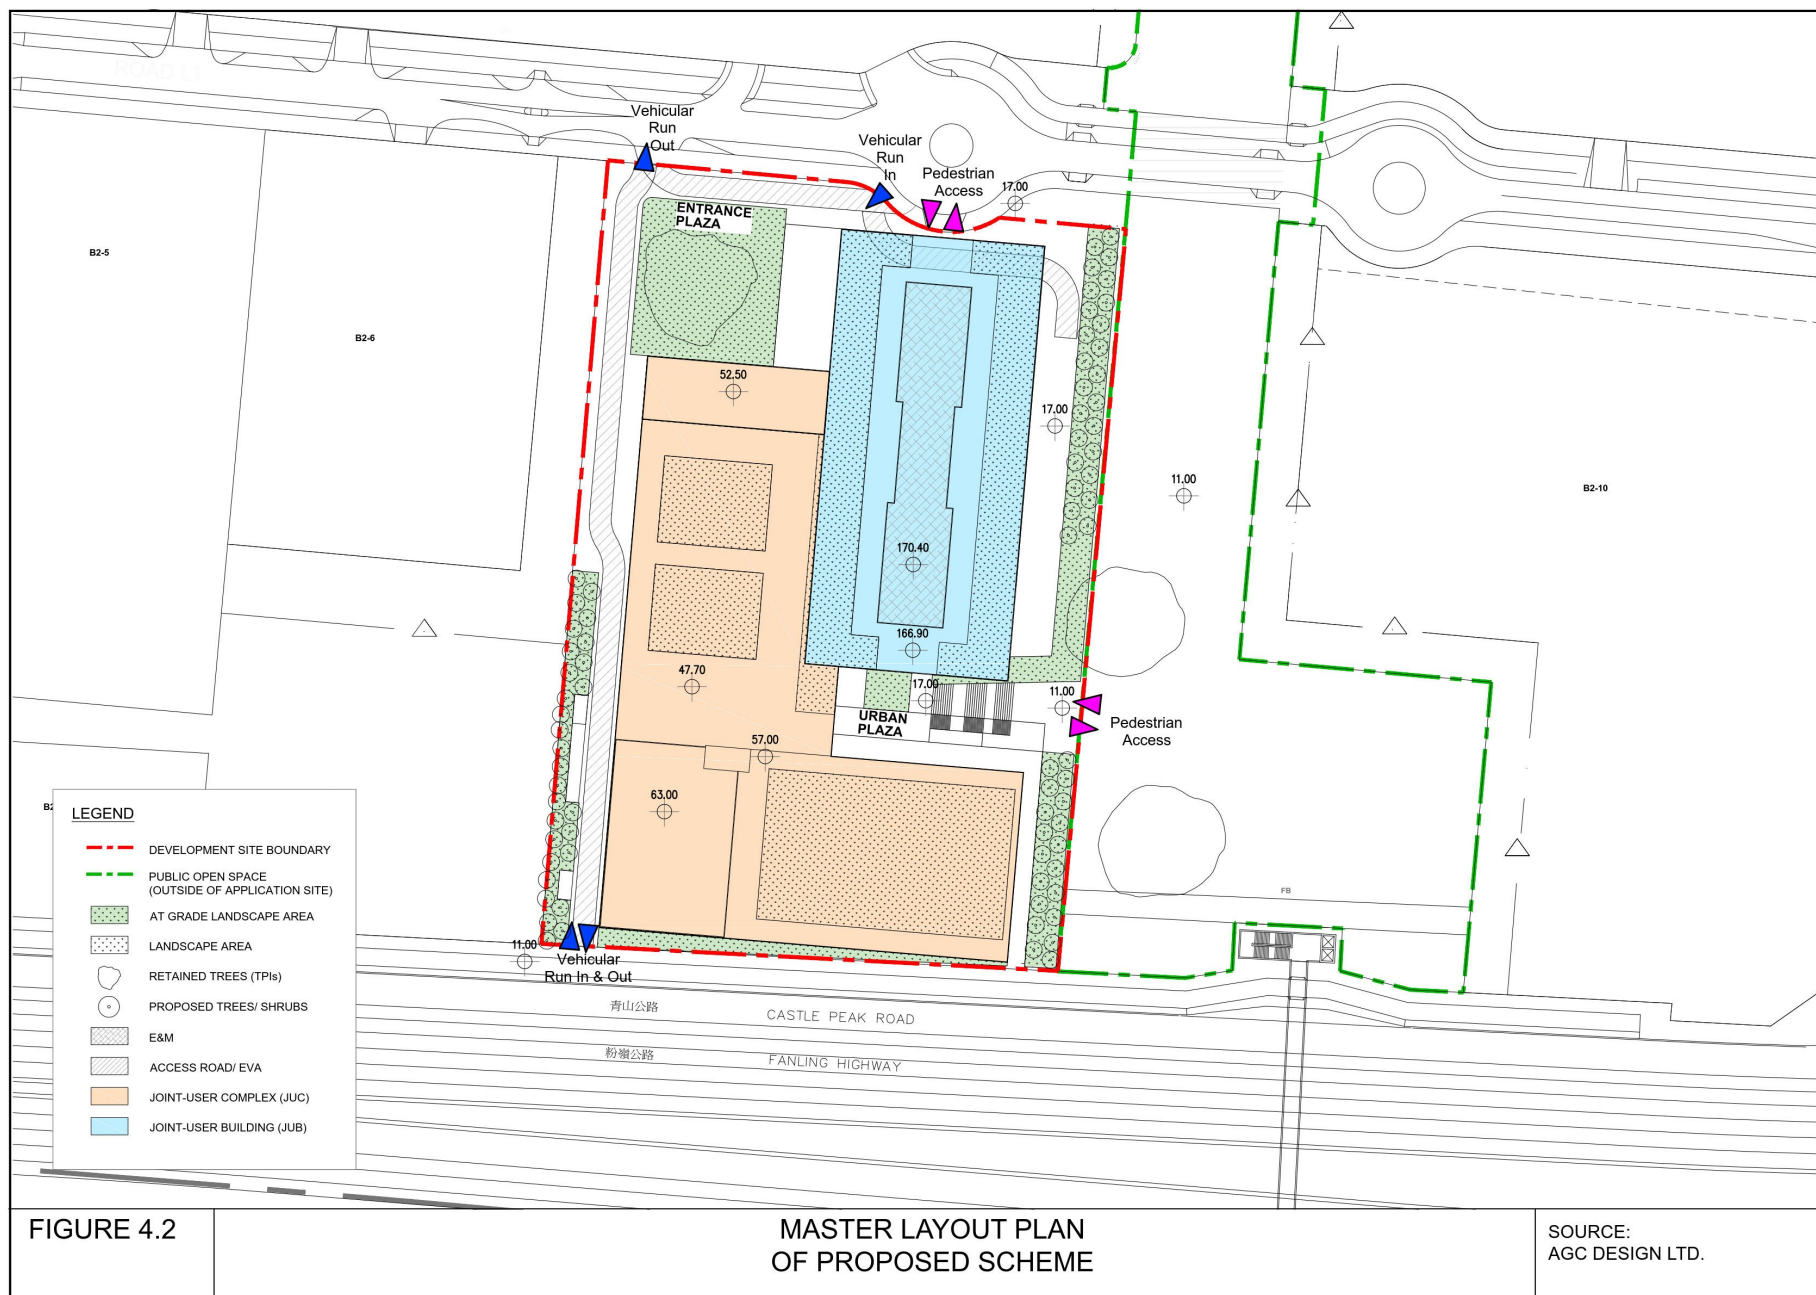 ROAD L1
Vehicular
Run
Out
Vehicular
Run
In
Pedestrian
Access
17.00
ENTRANCE
PLAZA
B2-5
B2-6
52.50
17.00
11.00
B2-10
170.40
166.90
47.70
17.00
11.00
URBAN
PLAZA
Pedestrian
Access
57.00
63.00
FB
11.00
Vehicular
Run In & Out
青山公路
CASTLE PEAK ROAD
粉嶺公路
FANLING HIGHWAY
LEGEND
DEVELOPMENT SITE BOUNDARY
PUBLIC OPEN SPACE
(OUTSIDE OF APPLICATION SITE)
AT GRADE LANDSCAPE AREA
LANDSCAPE AREA
RETAINED TREES (TPIs)
PROPOSED TREES/ SHRUBS
E&M
ACCESS ROAD/ EVA
JOINT-USER COMPLEX (JUC)
JOINT-USER BUILDING (JUB)
FIGURE 4.2
MASTER LAYOUT PLAN
OF PROPOSED SCHEME
SOURCE:
AGC DESIGN LTD.